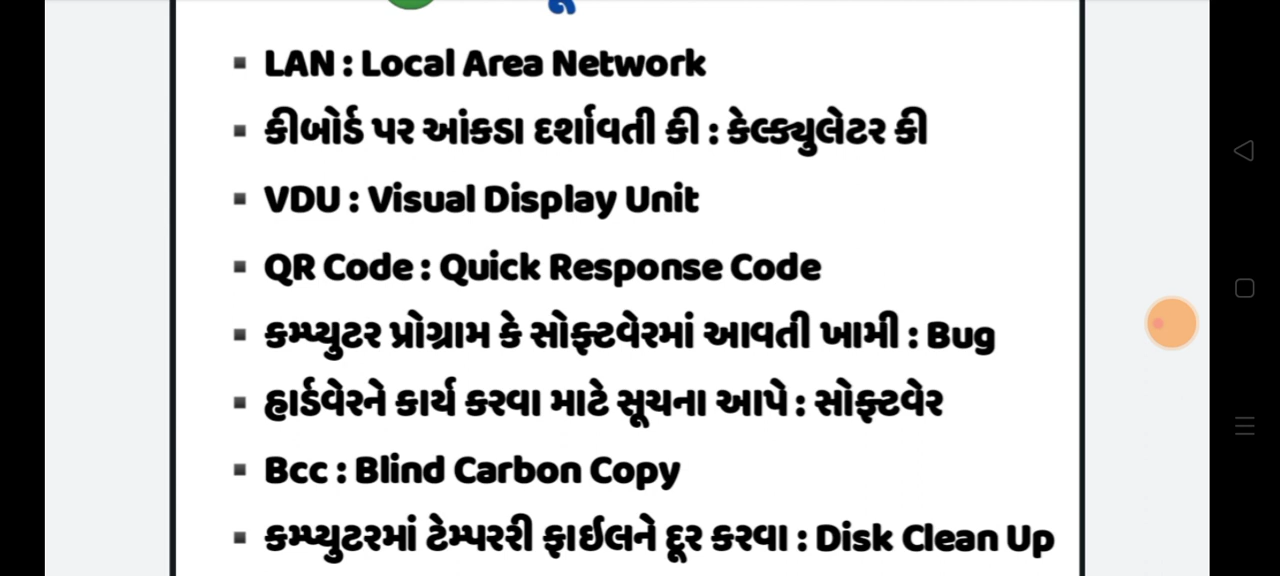 ▪ LAN : Local Area Network
▪ કીબોર્ડ પર આંકડા દર્શાવતી કી : કેલ્ક્યુલેટર કી
▪ VDU : Visual Display Unit
▪ QR Code : Quick Response Code
▪ કમ્પ્યુટર પ્રોગ્રામ કે સોફ્ટવેરમાં આવતી ખામી : Bug
▪ હાર્ડવેરને કાર્ય કરવા માટે સૂચના આપે : સોફ્ટવેર
▪ Bcc : Blind Carbon Copy
▪ કમ્પ્યુટરમાં ટેમ્પરરી ફાઇલને દૂર કરવા : Disk Clean Up